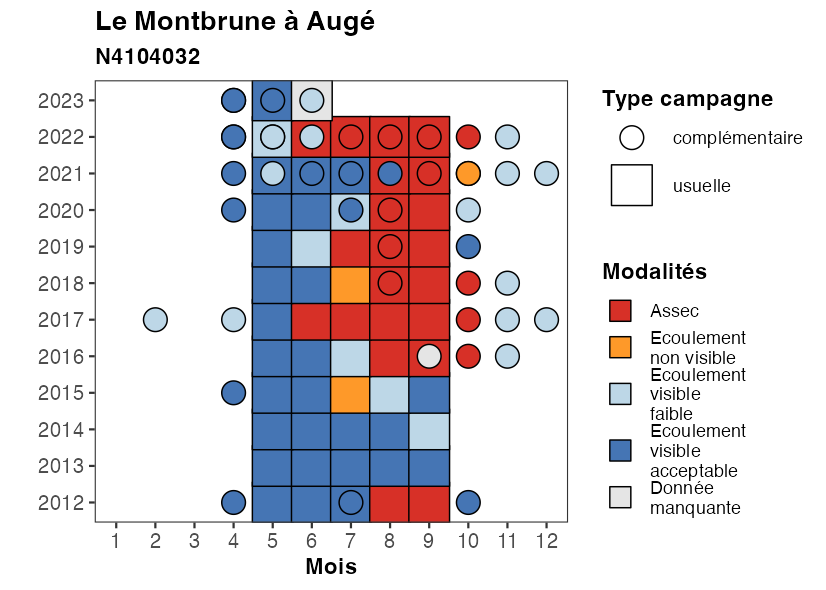 Le Montbrune à Augé
N4104032
2023
2022
2021
2020
2019
2018
2017
2016
2015
2014
2013
2012
1 2 3 4 5 6 7 8 9 10 11 12
Mois
Type campagne
complémentaire
usuelle
Modalités
Assec
Ecoulement
non visible
Ecoulement
visible
faible
Ecoulement
visible
acceptable
Donnée
manquante